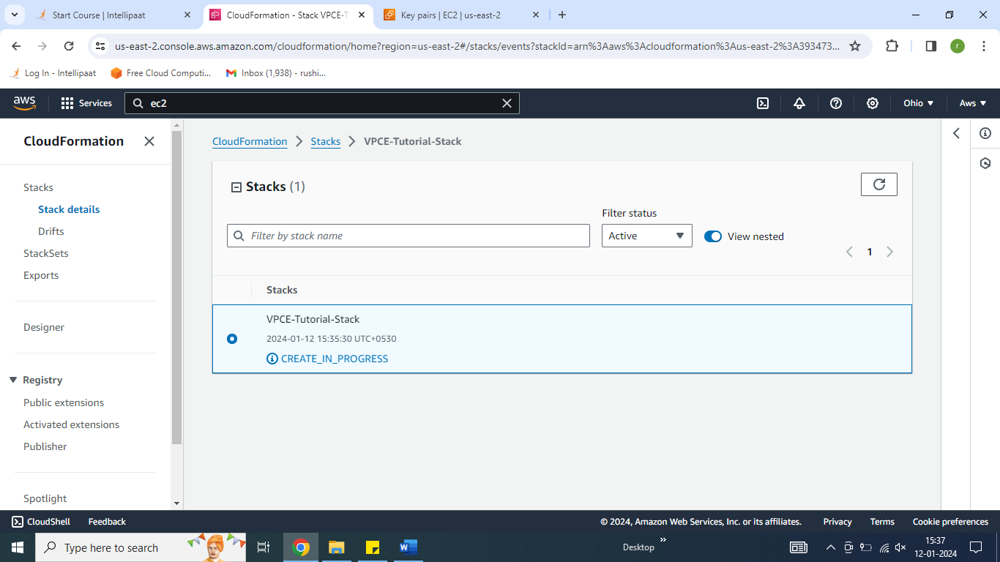 Start Course | Intellipaat
CloudFormation - Stack VPCE-T
Key pairs | EC2 | us-east-2
us-east-2.console.aws.amazon.com/cloudformation/home?region=us-east-2#/stacks/events?stackId=arn%3Aaws%3Acloudformation%3Aus-east-2%3A393473...
r
Log In - Intellipaat
Free Cloud Computi...
Inbox (1,938) - rushi...
aws
Services
ec2
Ohio
Aws
CloudFormation
Stacks
Stack details
Drifts
StackSets
Exports
Designer
Registry
Public extensions
Activated extensions
Publisher
Spotlight
CloudFormation
Stacks
VPCE-Tutorial-Stack
Stacks (1)
Filter status
Filter by stack name
Active
View nested
1
Stacks
VPCE-Tutorial-Stack
2024-01-12 15:35:30 UTC+0530
CREATE_IN_PROGRESS
CloudShell
Feedback
© 2024, Amazon Web Services, Inc. or its affiliates.
Privacy
Terms
Cookie preferences
Type here to search
Desktop
15:37
12-01-2024